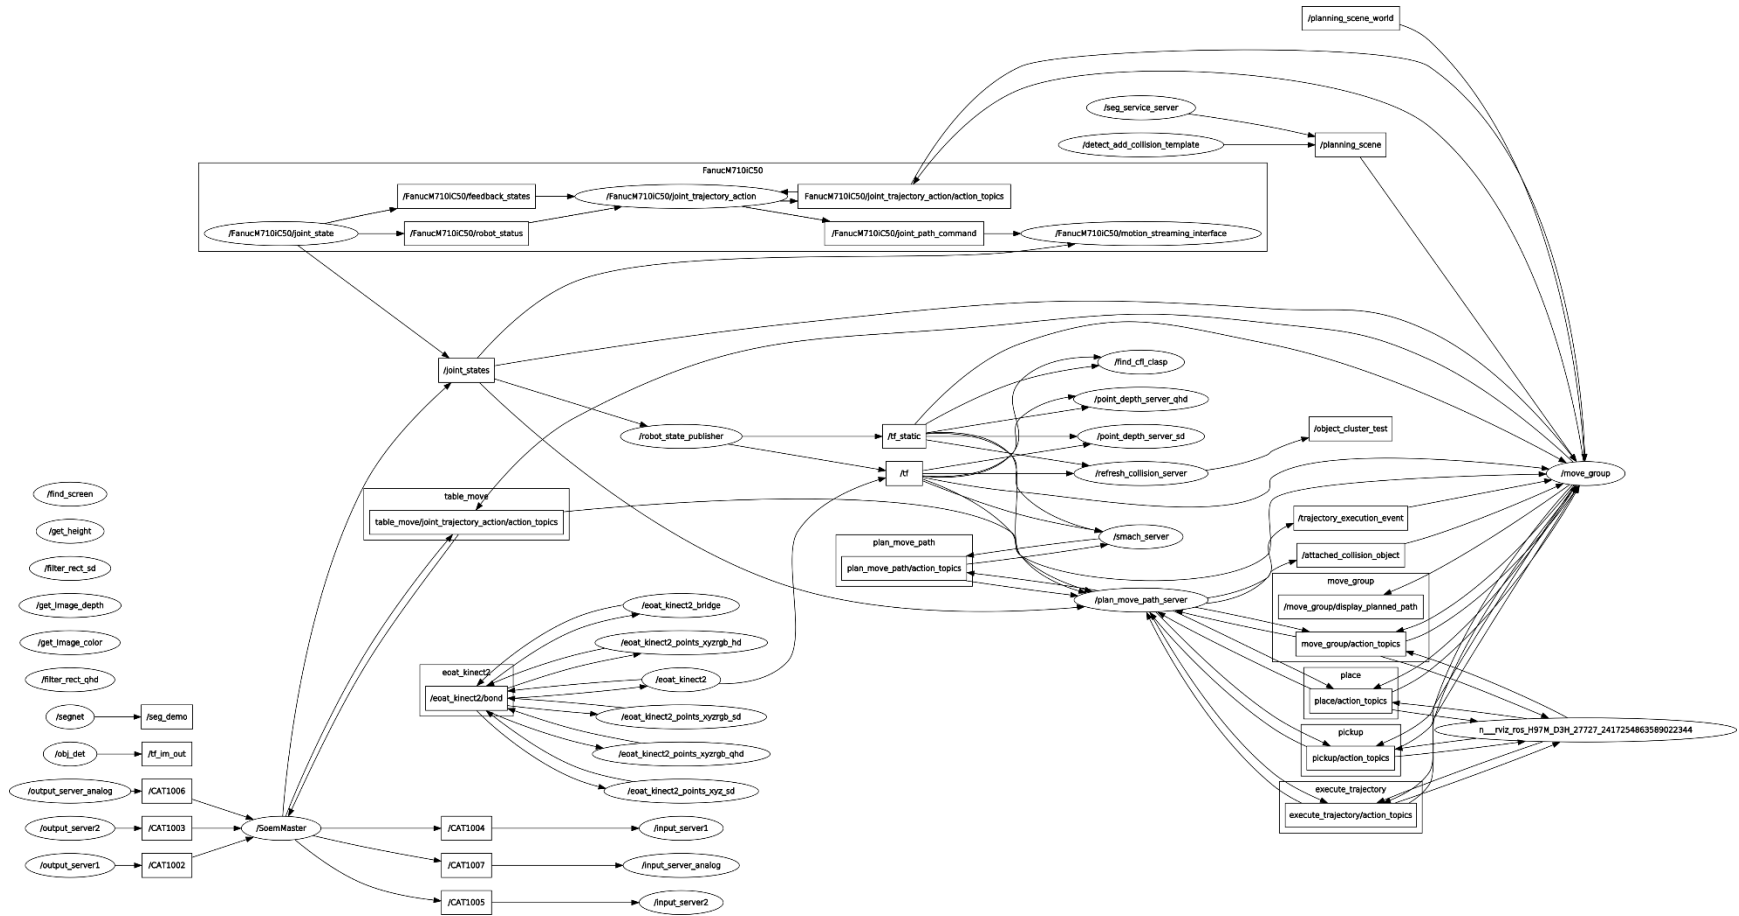 /planning_scene_world
/seg_service_server
/detect_add_collision_template
/planning_scene
FanucM710iC50
/FanucM710iC50/feedback_states
/FanucM710iC50/joint_trajectory_action
FanucM710iC50/joint_trajectory_action/action_topics
/FanucM710iC50/joint_state
/FanucM710iC50/robot_status
/FanucM710iC50/joint_path_command
/FanucM710iC50/motion_streaming_interface
/joint_states
/find_cfl_clasp
/point_depth_server_qhd
/robot_state_publisher
/tf_static
/point_depth_server_sd
/object_cluster_test
/tf
/refresh_collision_server
/move_group
/find_screen
table_move
table_move/joint_trajectory_action/action_topics
/trajectory_execution_event
/get_height
/smach_server
plan_move_path
plan_move_path/action_topics
/attached_collision_object
/filter_rect_sd
move_group
/move_group/display_planned_path
/get_image_depth
/eoat_kinect2_bridge
/plan_move_path_server
/get_image_color
/eoat_kinect2_points_xyzrgb_hd
move_group/action_topics
/filter_rect_qhd
eoat_kinect2
/eoat_kinect2/bond
/eoat_kinect2
place
place/action_topics
/segnet
/seg_demo
/eoat_kinect2_points_xyzrgb_sd
pickup
pickup/action_topics
n___rviz_ros_H97M_D3H_27727_2417254863589022344
/obj_det
/tf_im_out
/eoat_kinect2_points_xyzrgb_qhd
/output_server_analog
/CAT1006
/eoat_kinect2_points_xyz_sd
execute_trajectory
execute_trajectory/action_topics
/output_server2
/CAT1003
/SoemMaster
/CAT1004
/input_server1
/output_server1
/CAT1002
/CAT1007
/input_server_analog
/CAT1005
/input_server2